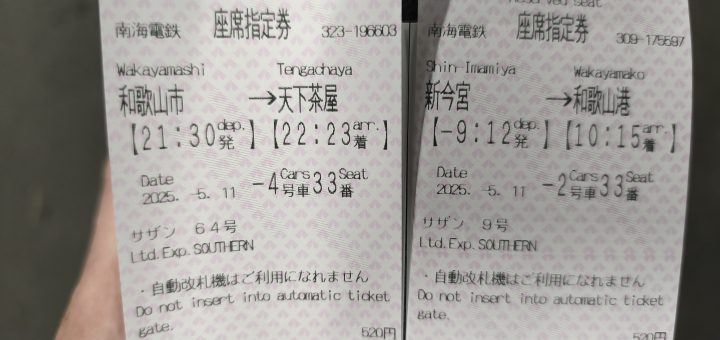 南海電鉄 座席指定券 323-196603
Wakayamashi Tengachaya
和歌山市 →天下茶屋
【21:30dep.発 】【22:23arr.着 】
Date Cars Seat
2025. -5.11 -4号車33番
サザン 64号
Ltd.Exp.SOUTHERN
・自動改札機はご利用になれません
Do not insert into automatic ticket
gate.
520円
Reserved seat
南海電鉄 座席指定券 309-175697
Shin-Imamiya Wakayamako
新今宮 →和歌山港
【-9:12dep.発 】【10:15arr.着 】
Date Cars Seat
2025. -5.11 -2号車33番
サザン 9号
Ltd.Exp.SOUTHERN
・自動改札機はご利用になれません
Do not insert into automatic ticket
gate.
520円